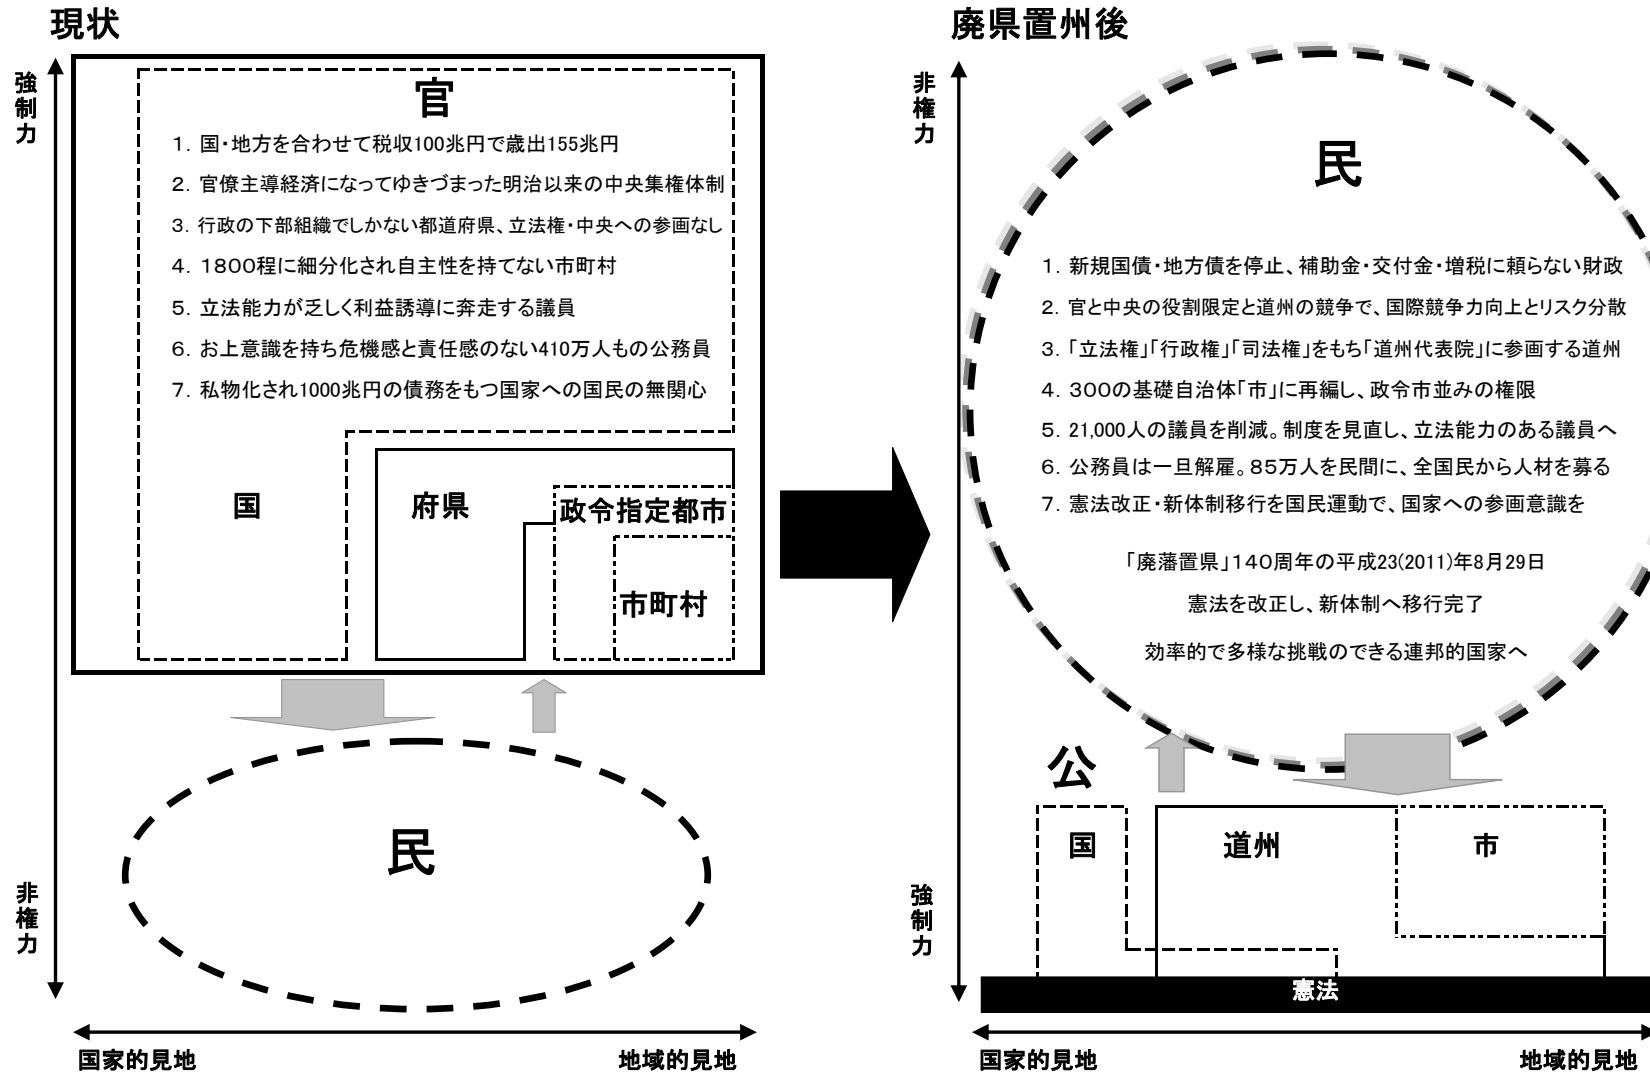 現状
強制力
官
1. 国・地方を合わせて税収100兆円で歳出155兆円
2. 官僚主導経済になってゆきづまった明治以来の中央集権体制
3. 行政の下部組織でしかない都道府県、立法権・中央への参画なし
4. 1800程に細分化され自主性を持てない市町村
5. 立法能力が乏しく利益誘導に奔走する議員
6. お上意識を持ち危機感と責任感のない410万人もの公務員
7. 私物化され1000兆円の債務をもつ国家への国民の無関心
国
府県
政令指定都市
市町村
民
非権力
国家的見地
地域的見地
廃県置州後
非権力
民
1. 新規国債・地方債を停止、補助金・交付金・増税に頼らない財政
2. 官と中央の役割限定と道州の競争で、国際競争力向上とリスク分散
3. 「立法権」「行政権」「司法権」をもち「道州代表院」に参画する道州
4. 300の基礎自治体「市」に再編し、政令市並みの権限
5. 21,000人の議員を削減。制度を見直し、立法能力のある議員へ
6. 公務員は一旦解雇。85万人を民間に、全国民から人材を募る
7. 憲法改正・新体制移行を国民運動で、国家への参画意識を
「廃藩置県」140周年の平成23(2011)年8月29日
憲法を改正し、新体制へ移行完了
効率的で多様な挑戦のできる連邦的国家へ
公
国
道州
市
強制力
憲法
国家的見地
地域的見地